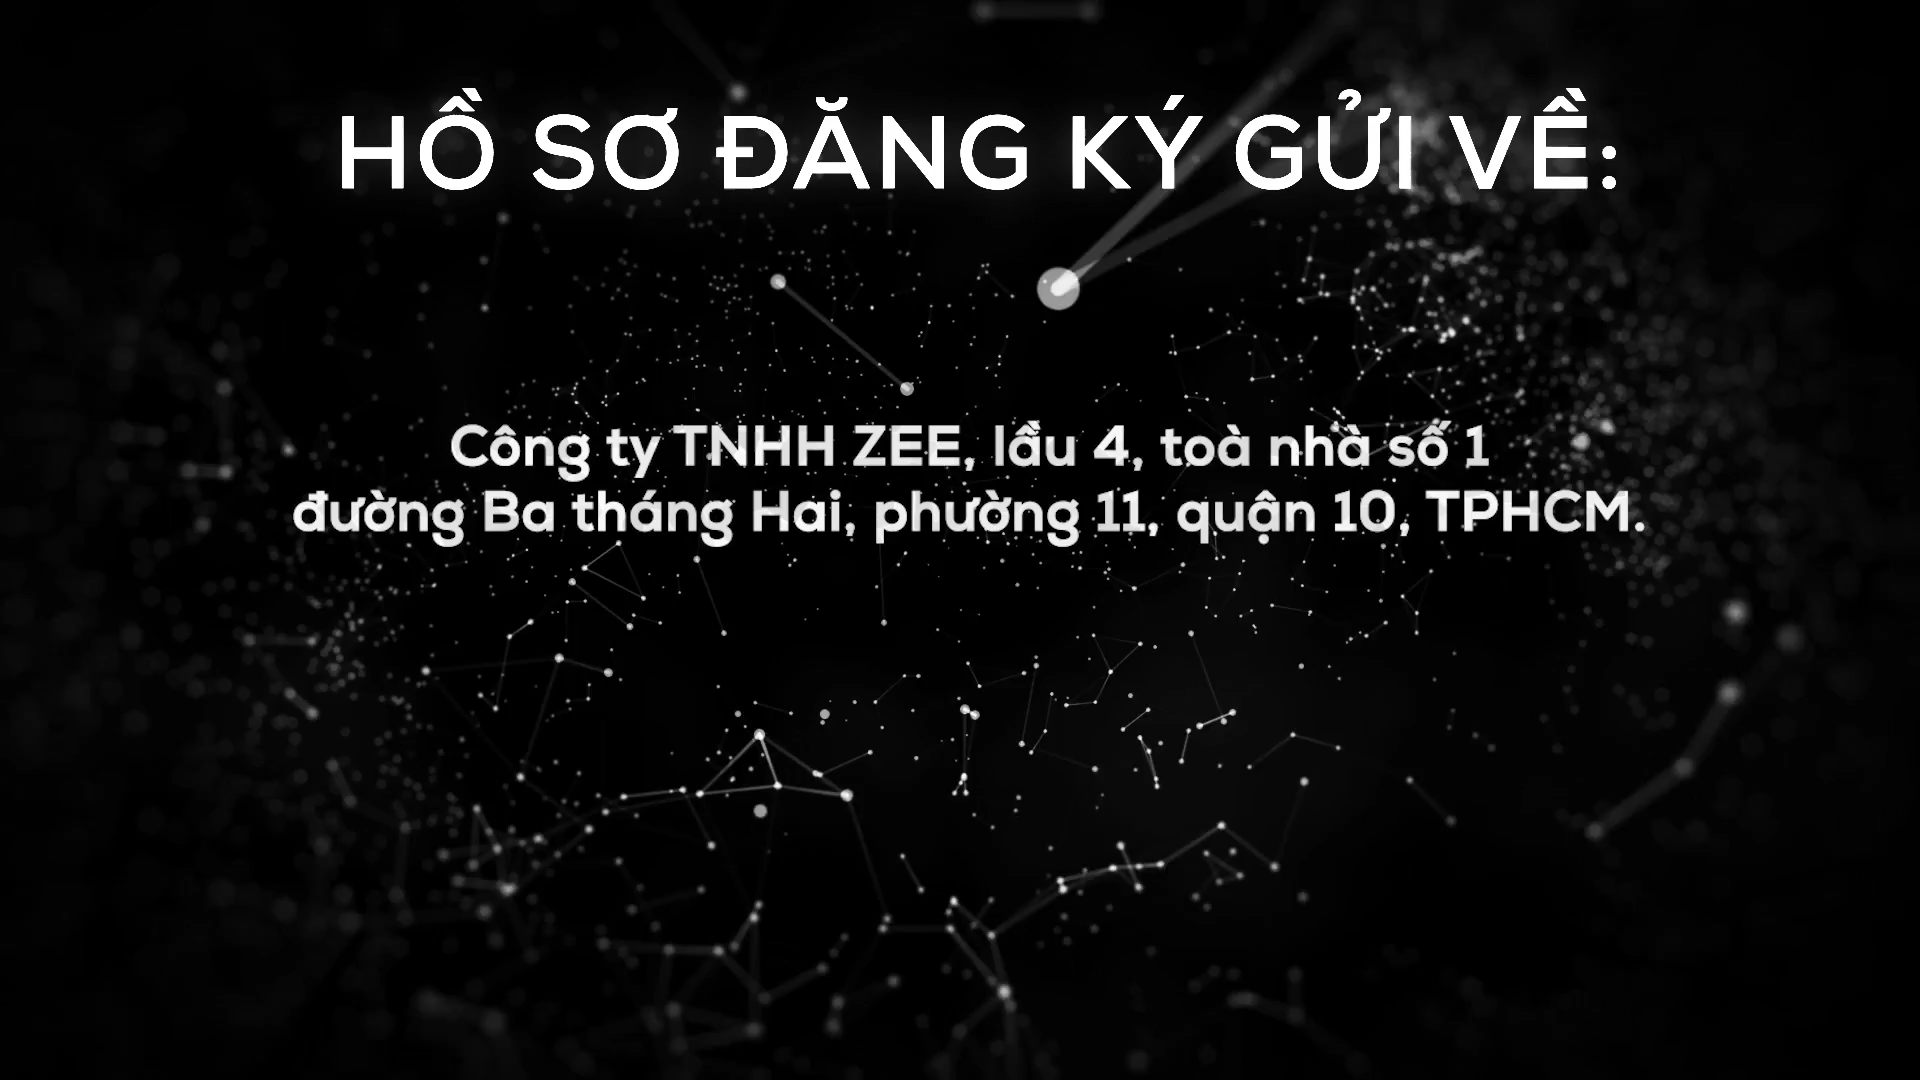 HỒ SƠ ĐĂNG KÝ GỬI VỀ:
Công ty TNHH ZEE, lầu 4, toà nhà số 1
đường Ba tháng Hai, phường 11, quận 10, TPHCM.